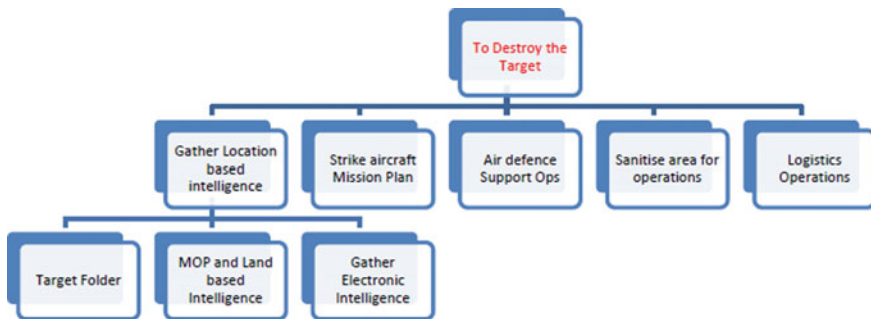 To Destroy the
Target
Gather Location
based
intelligence
Strike aircraft
Mission Plan
Air defence
Support Ops
Sanitise area for
operations
Logistics
Operations
Target Folder
MOP and Land
based
Intelligence
Gather
Electronic
Intelligence